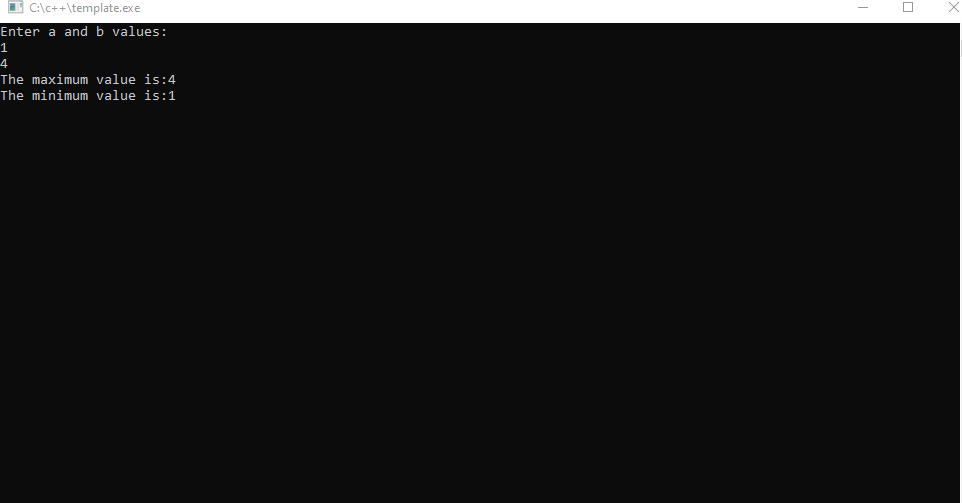 C:\c++\template.exe
Enter a and b values:
1
4
The maximum value is:4
The minimum value is:1